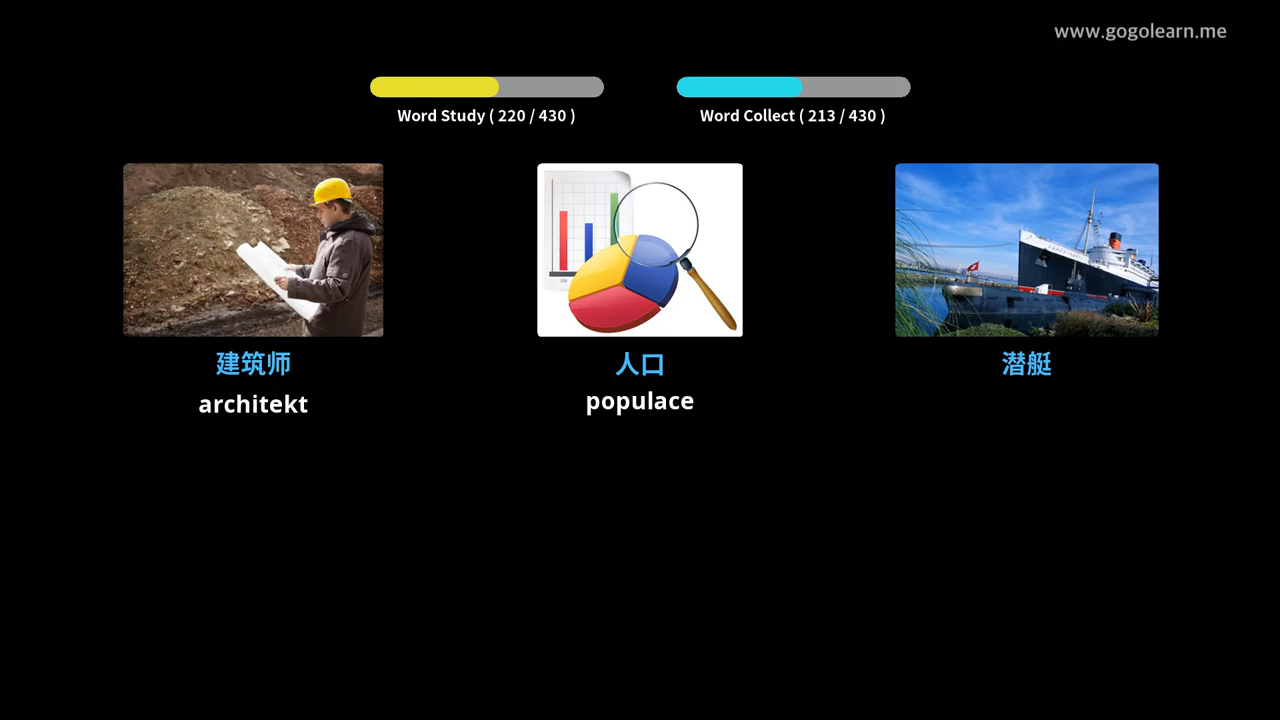 www.gogolearn.me
Word Study ( 220 / 430 )
Word Collect ( 213 / 430 )
建筑师
人口
潜艇
architekt
populace